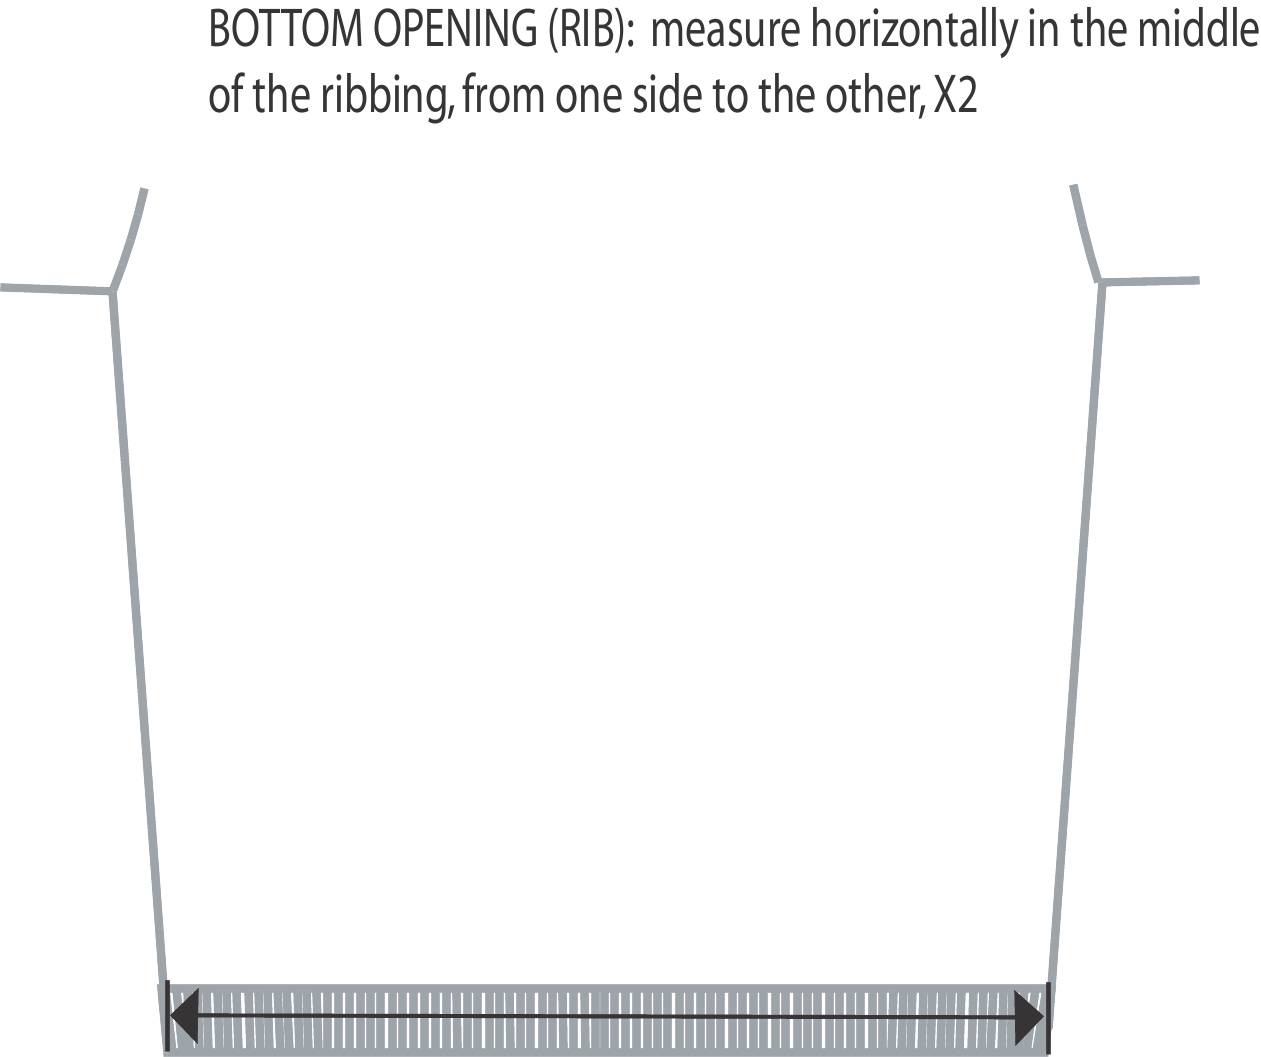 BOTTOM OPENING (RIB): measure horizontally in the middle
of the ribbing, from one side to the other, X2